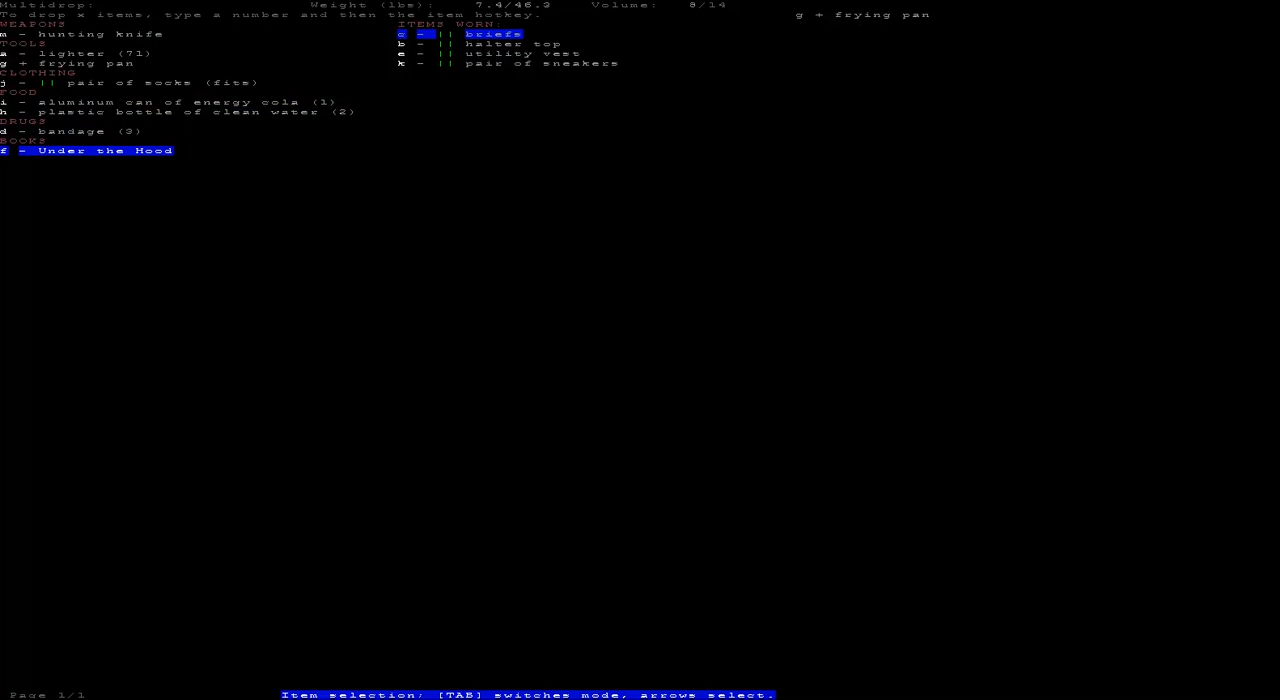 Multidrop: Weight (lbs): 7.4/46.3 Volume: 8/14
To drop x items, type a number and then the item hotkey.
g + frying pan
WEAPONS
m - hunting knife
TOOLS
a - lighter (71)
g + frying pan
CLOTHING
j - || pair of socks (fits)
FOOD
i - aluminum can of energy cola (1)
h - plastic bottle of clean water (2)
DRUGS
d - bandage (3)
BOOKS
f - Under the Hood
ITEMS WORN:
c - || briefs
b - || halter top
e - || utility vest
k - || pair of sneakers
Page 1/1
Item selection; [TAB] switches mode, arrows select.